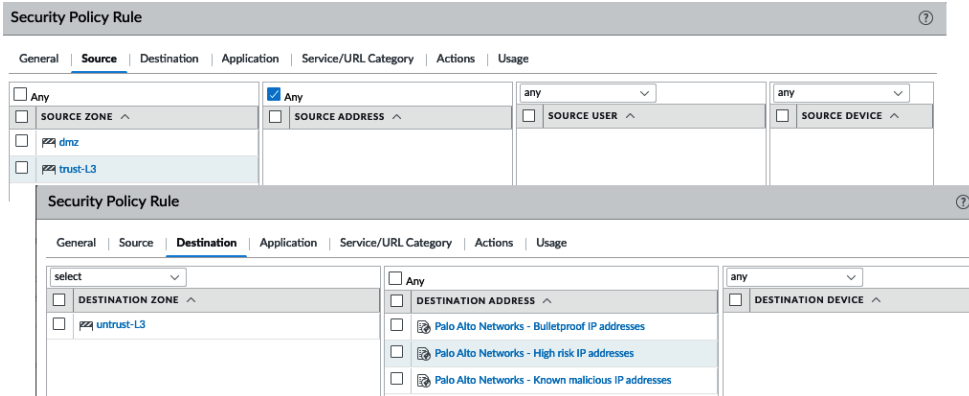 Security Policy Rule
General Source Destination Application Service/URL Category Actions Usage
Any Any any any
SOURCE ZONE SOURCE ADDRESS SOURCE USER SOURCE DEVICE
dmz
trust-L3
Security Policy Rule
General Source Destination Application Service/URL Category Actions Usage
select Any any
DESTINATION ZONE DESTINATION ADDRESS DESTINATION DEVICE
untrust-L3 Palo Alto Networks - Bulletproof IP addresses
Palo Alto Networks - High risk IP addresses
Palo Alto Networks - Known malicious IP addresses